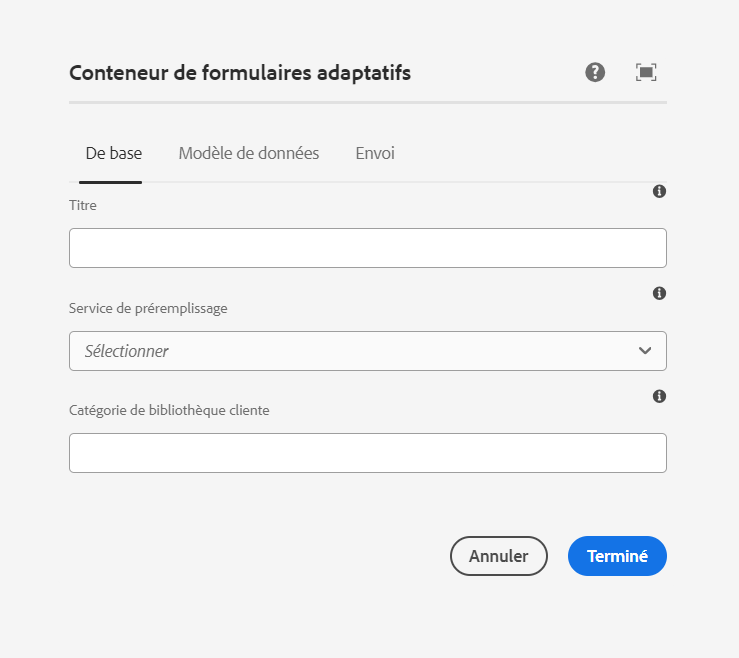 Conteneur de formulaires adaptatifs
De base Modèle de données Envoi
Titre
Service de préremplissage
Sélectionner
Catégorie de bibliothèque cliente
Annuler Terminé